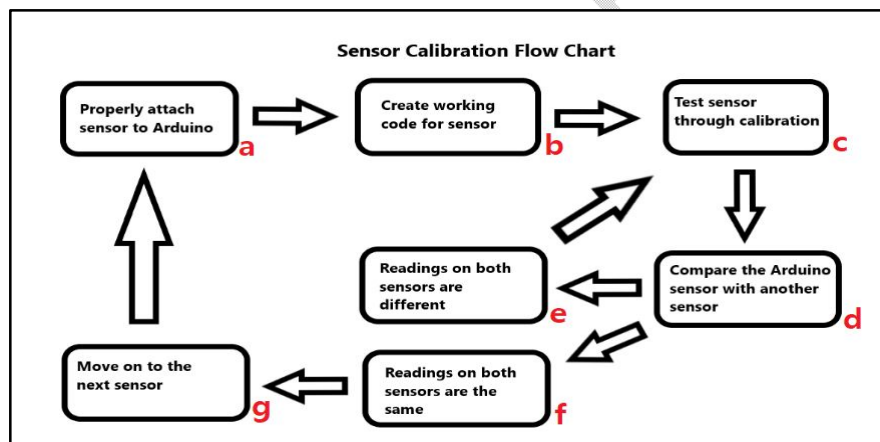 Sensor Calibration Flow Chart
Properly attach
sensor to Arduino
a
Create working
code for sensor
b
Test sensor
through calibration
c
Readings on both
sensors are
different
e
Compare the Arduino
sensor with another
sensor
d
Move on to the
next sensor
g
Readings on both
sensors are the
same
f